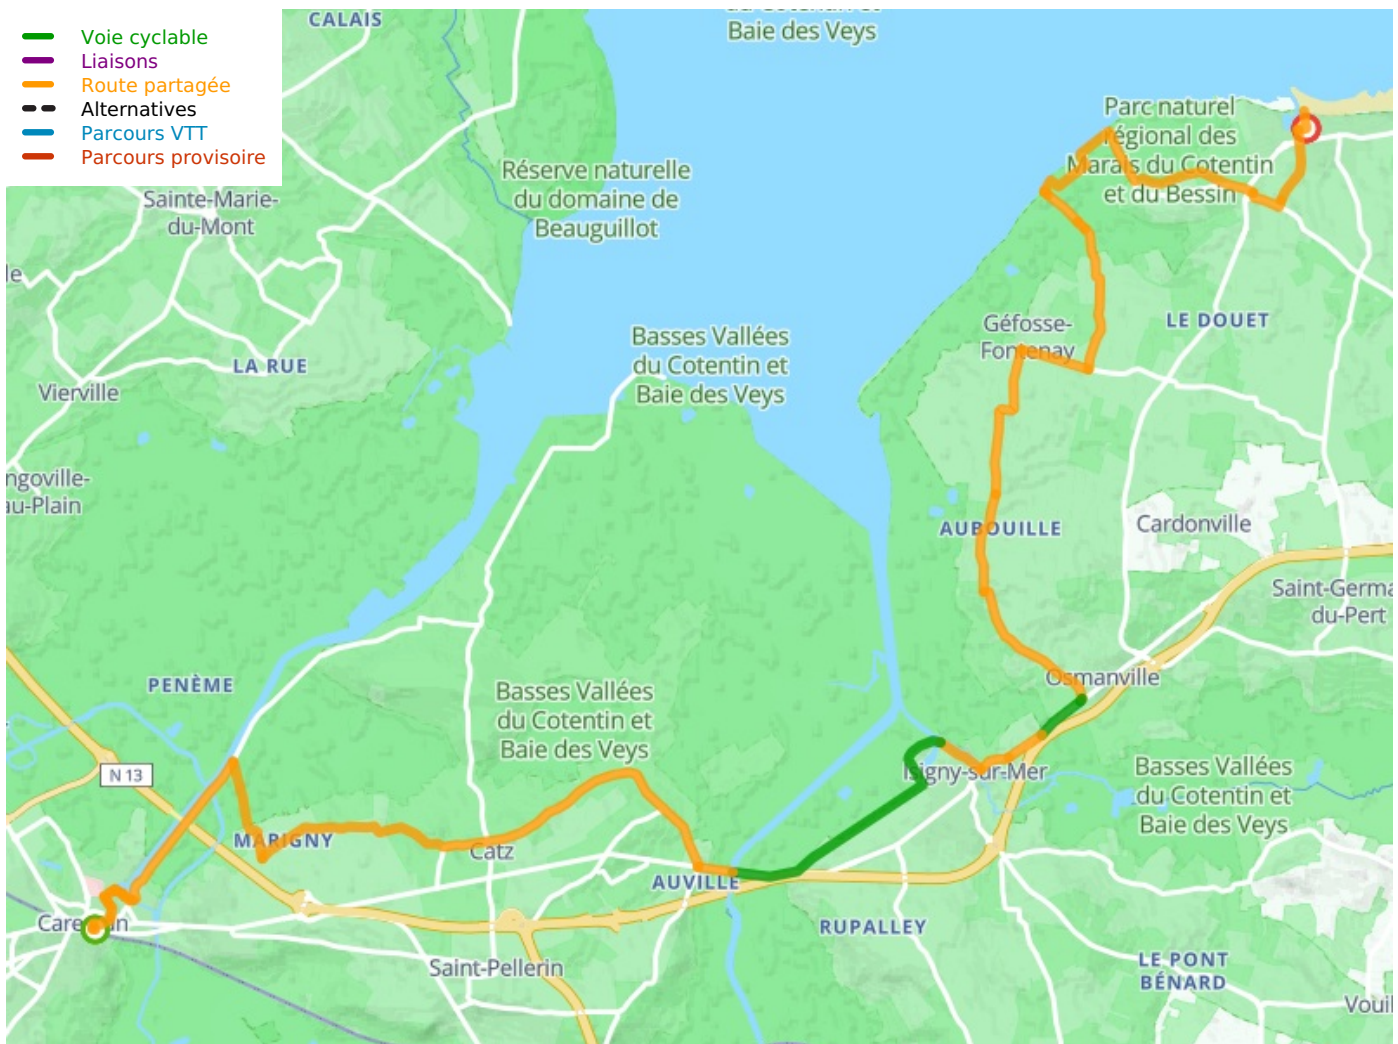 Voie cyclable
Liaisons
Route partagée
Alternatives
Parcours VTT
Parcours provisoire
CALAIS
Baie des Veys
Parc naturel
régional des
Marais du Cotentin
et du Bessin
Réserve naturelle
du domaine de
Beauguillot
Sainte-Marie-
du-Mont
le
Basses Vallées
du Cotentin et
Baie des Veys
Géfosse-
Fontenay
LE DOUET
LA RUE
Vierville
ngoville-
au-Plain
AUBOUILLE
Cardonville
Saint-Germa
du-Pert
PENÈME
Basses Vallées
du Cotentin et
Baie des Veys
Osmanville
N 13
Isigny-sur-Mer
Basses Vallées
du Cotentin et
Baie des Veys
MARIGNY
Catz
AUVILLE
Carentan
RUPALLEY
Saint-Pellerin
LE PONT
BÉNARD
Vouil